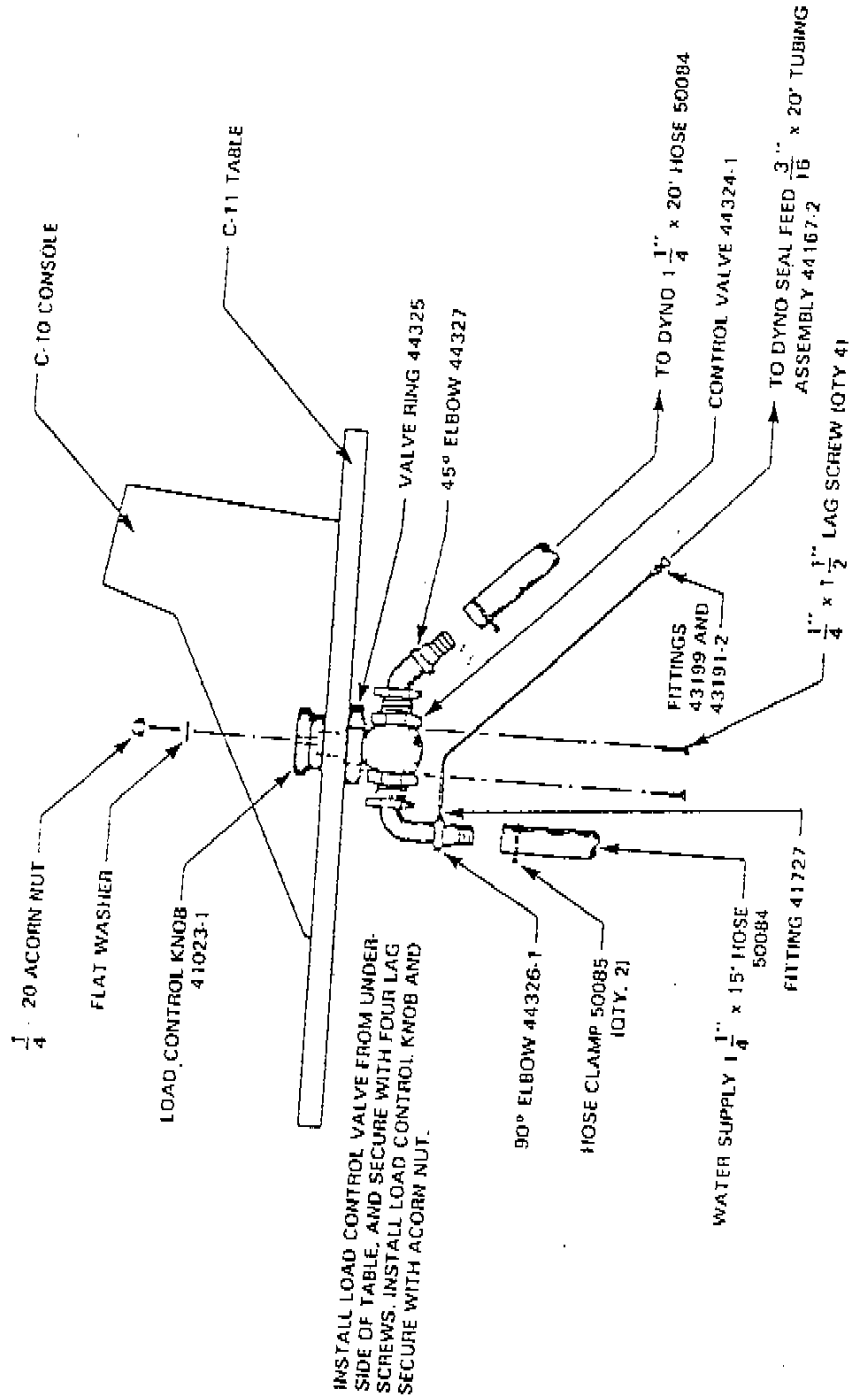 C-10 CONSOLE
C-11 TABLE
1/4 - 20 ACORN NUT
FLAT WASHER
LOAD CONTROL KNOB
41023-1
VALVE RING 44325
45° ELBOW 44327
TO DYNO 1 1/4" x 20' HOSE 50084
CONTROL VALVE 44324-1
TO DYNO SEAL FEED 3/16" x 20' TUBING
ASSEMBLY 44167-2
1/4" x 1 1/2" LAG SCREW (QTY 4)
FITTINGS
43199 AND
43191-2
INSTALL LOAD CONTROL VALVE FROM UNDER-
SIDE OF TABLE, AND SECURE WITH FOUR LAG
SCREWS. INSTALL LOAD CONTROL KNOB AND
SECURE WITH ACORN NUT.
90° ELBOW 44326-1
HOSE CLAMP 50085
(QTY. 2)
WATER SUPPLY 1 1/4" x 15' HOSE
50084
FITTING 41727